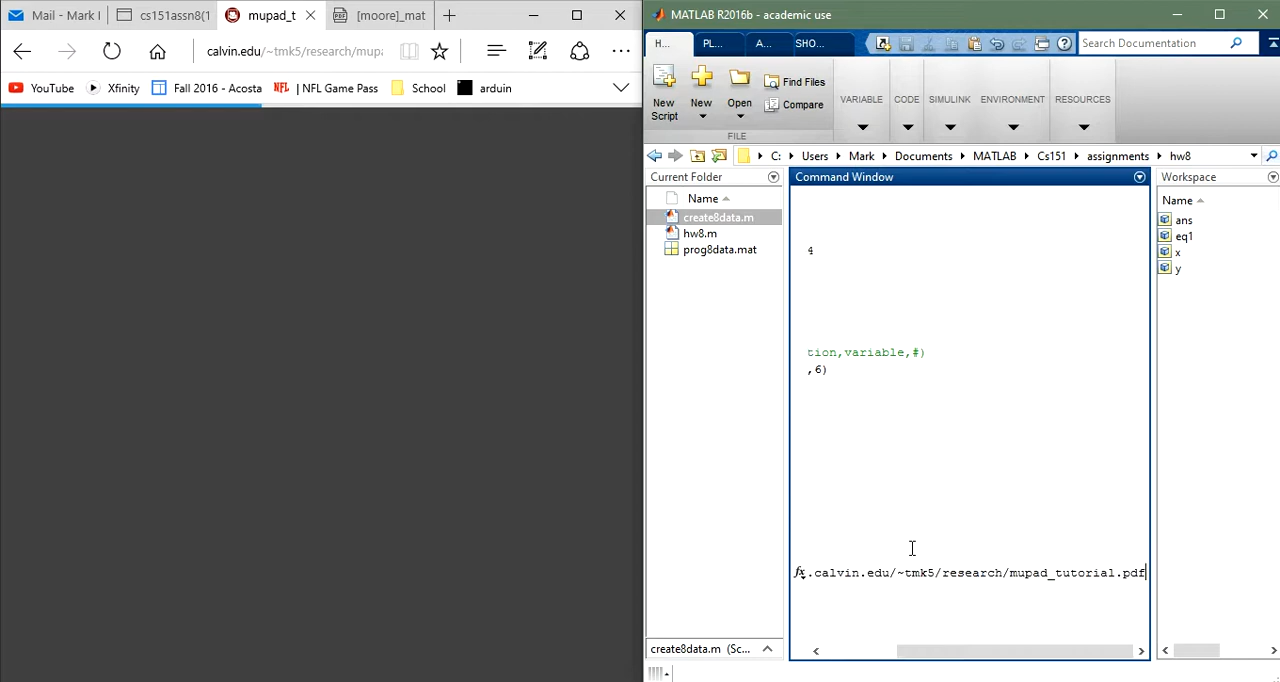 Mail - Mark
cs151assn8(1
mupad_t
[moore]_mat
calvin.edu/~tmk5/research/mupa
YouTube
Xfinity
Fall 2016 - Acosta
NFL | NFL Game Pass
School
arduin
MATLAB R2016b - academic use
H...
PL...
A...
SHO...
Search Documentation
New Script
New
Open
Find Files
Compare
FILE
VARIABLE
CODE
SIMULINK
ENVIRONMENT
RESOURCES
C: Users Mark Documents MATLAB Cs151 assignments hw8
Current Folder
Name
create8data.m
hw8.m
prog8data.mat
create8data.m (Sc...
Command Window
4
tion,variable,#)
,6)
fx .calvin.edu/~tmk5/research/mupad_tutorial.pdf
Workspace
Name
ans
eq1
x
y